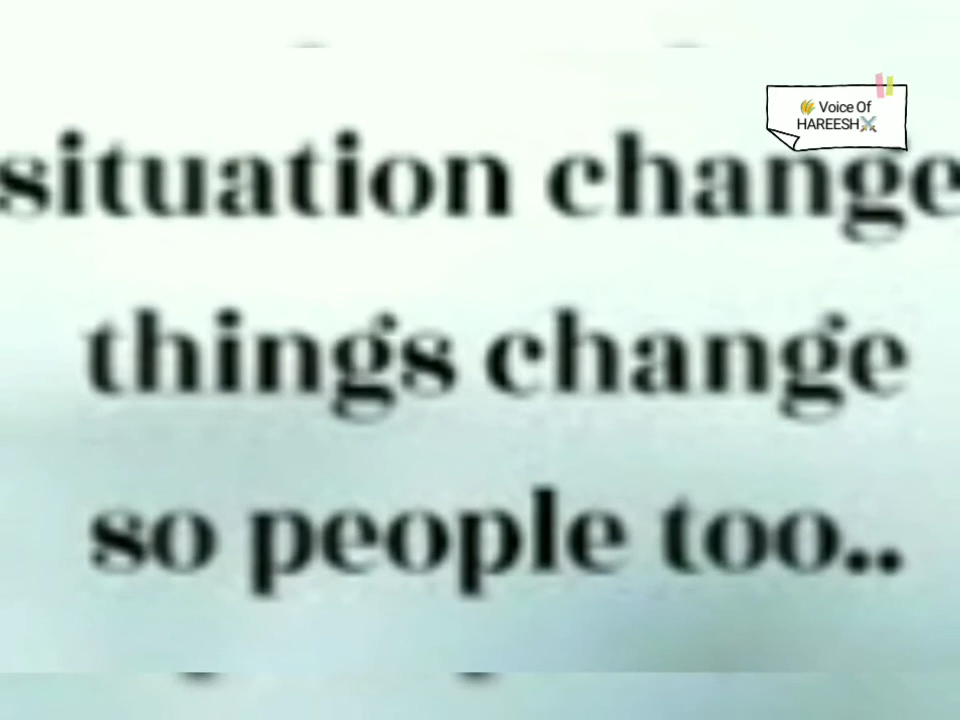 🌾 Voice Of
HAREESH⚔️
situation change
things change
so people too..